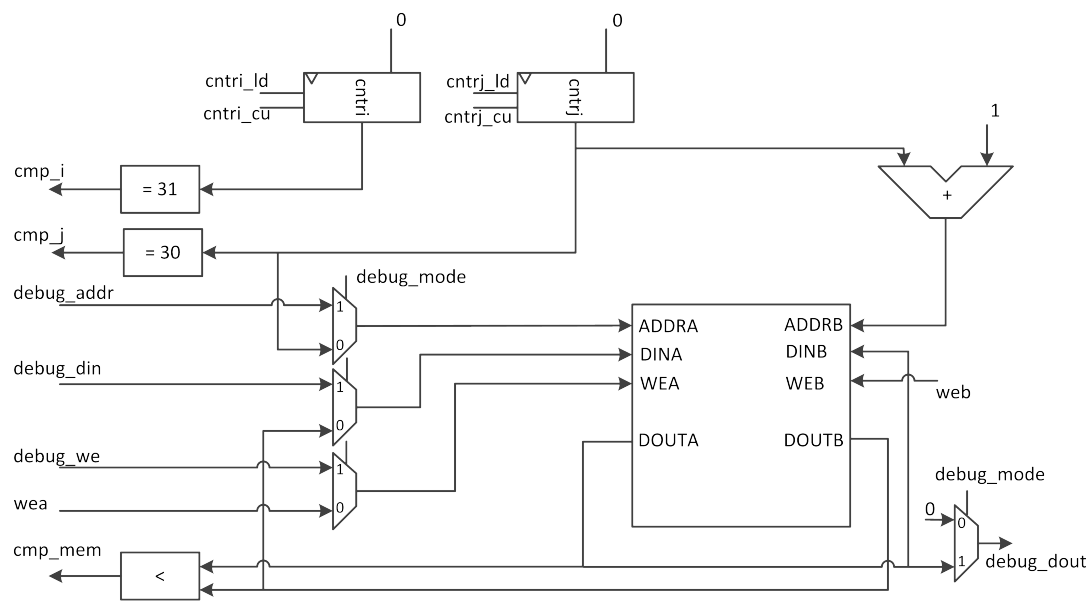 0
0
cntri_ld
cntri_cu
cntri
cntrj_ld
cntrj_cu
cntrj
1
cmp_i
= 31
+
cmp_j
= 30
debug_mode
debug_addr
1
0
ADDRA
ADDRB
DINA
DINB
debug_din
1
0
WEA
WEB
web
DOUTA
DOUTB
debug_we
1
wea
0
debug_mode
0
0
1
debug_dout
cmp_mem
<